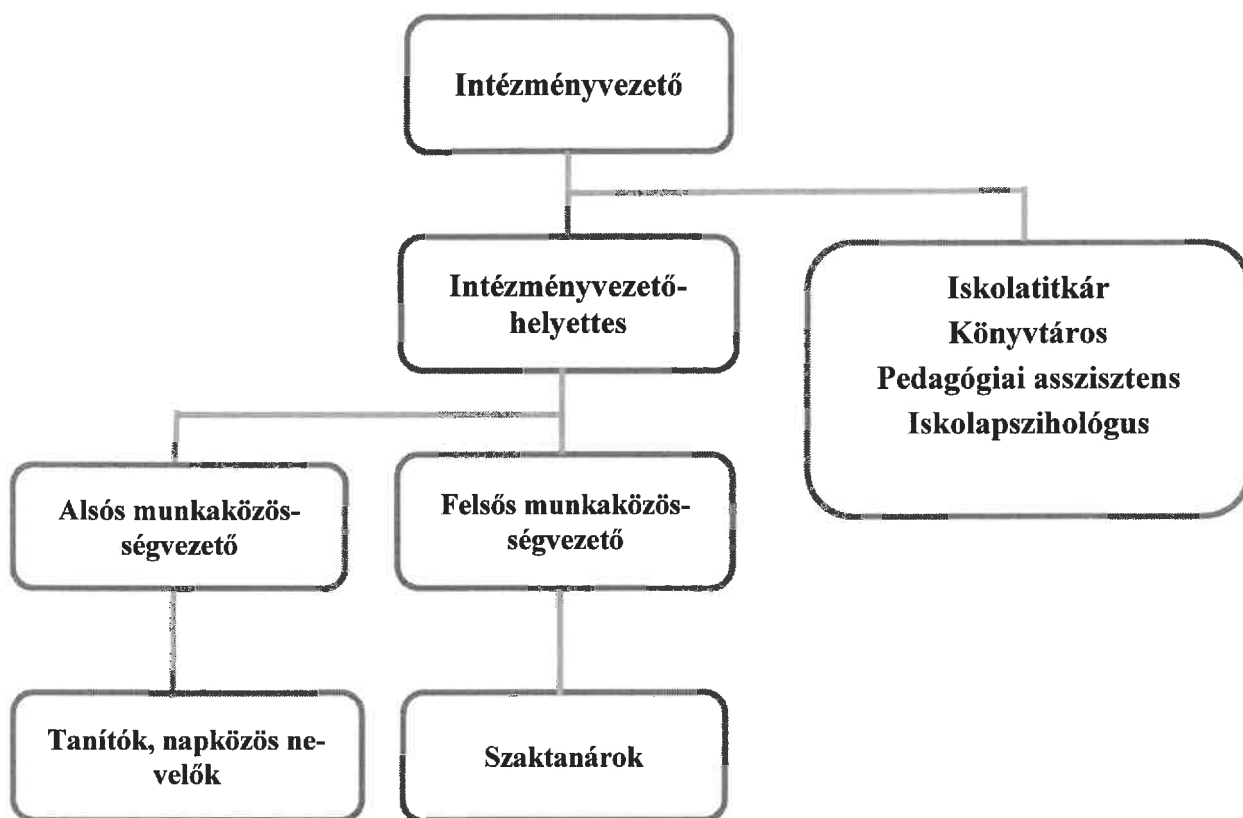 Intézményvezető
Intézményvezető-
helyettes
Iskolatitkár
Könyvtáros
Pedagógiai asszisztens
Iskolapszihológus
Alsós munkaközös-
ségvezető
Felsős munkaközös-
ségvezető
Tanítók, napközös ne-
velők
Szaktanárok